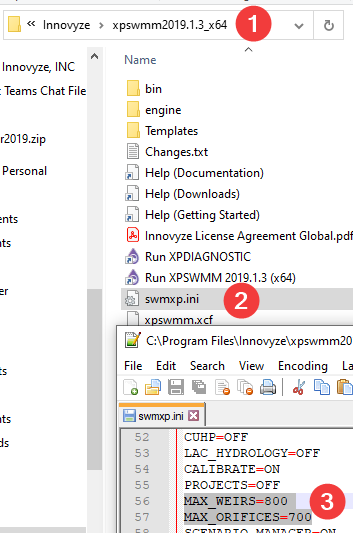 « Innovyze › xpswmm2019.1.3_x64
1
Name
yze, INC
t Teams Chat File
r2019.zip
Personal
ents
nts
er
ts
ents
nts
ds
bin
engine
Templates
Changes.txt
Help (Documentation)
Help (Downloads)
Help (Getting Started)
Innovyze License Agreement Global.pdf
Run XPDIAGNOSTIC
Run XPSWMM 2019.1.3 (x64)
swmxp.ini
2
xpswmm.xcf
C:\Program Files\Innovyze\xpswmm20
File Edit Search View Encoding La
swmxp.ini
52 CUHP=OFF
53 LAC_HYDROLOGY=OFF
54 CALIBRATE=ON
55 PROJECTS=OFF
56 MAX_WEIRS=800
57 MAX_ORIFICES=700
3
58 SCENARIO_MANAGER=ON